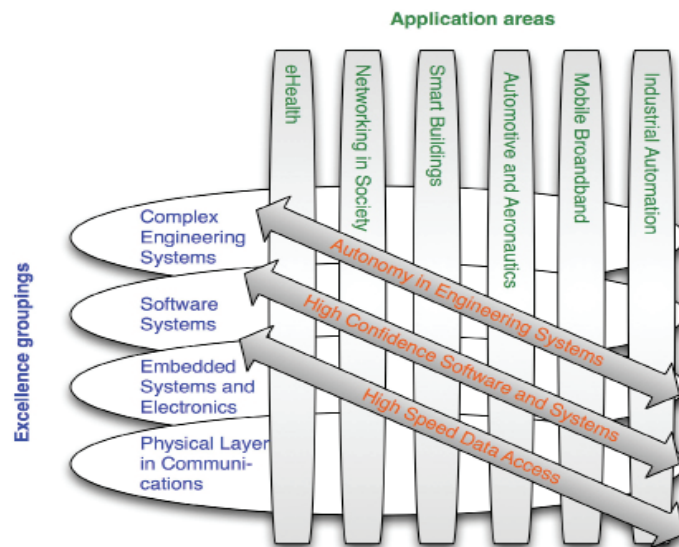 Application areas
eHealth
Networking in Society
Smart Buildings
Automotive and Aeronautics
Mobile Broandband
Industrial Automation
Excellence groupings
Complex
Engineering
Systems
Software
Systems
Embedded
Systems and
Electronics
Physical Layer
in Communi-
cations
Autonomy in Engineering Systems
High Confidence Software and Systems
High Speed Data Access